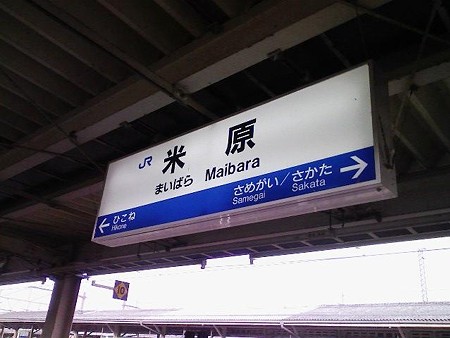 JR 米原
まいばら Maibara
← ひこね さめがい／さかた →
Hikone Samegai Sakata
10